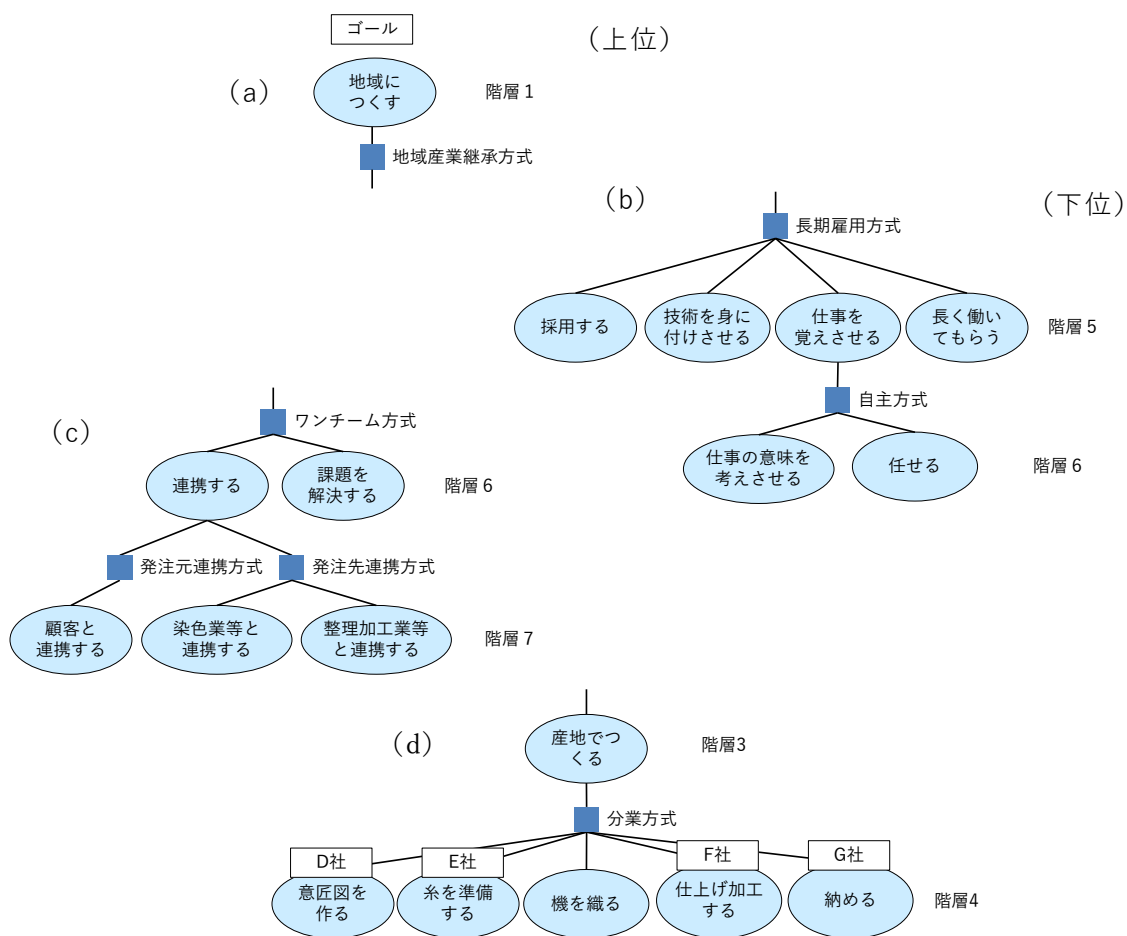 ゴール
(上位)
(a)
地域に
つくす
階層1
地域産業継承方式
(b)
(下位)
長期雇用方式
採用する
技術を身に
付けさせる
仕事を
覚えさせる
長く働い
てもらう
階層5
自主方式
仕事の意味を
考えさせる
任せる
階層6
(c)
ワンチーム方式
連携する
課題を
解決する
階層6
発注元連携方式
発注先連携方式
顧客と
連携する
染色業等と
連携する
整理加工業等
と連携する
階層7
(d)
産地でつ
くる
階層3
分業方式
D社
E社
F社
G社
意匠図を
作る
糸を準備
する
機を織る
仕上げ加工
する
納める
階層4